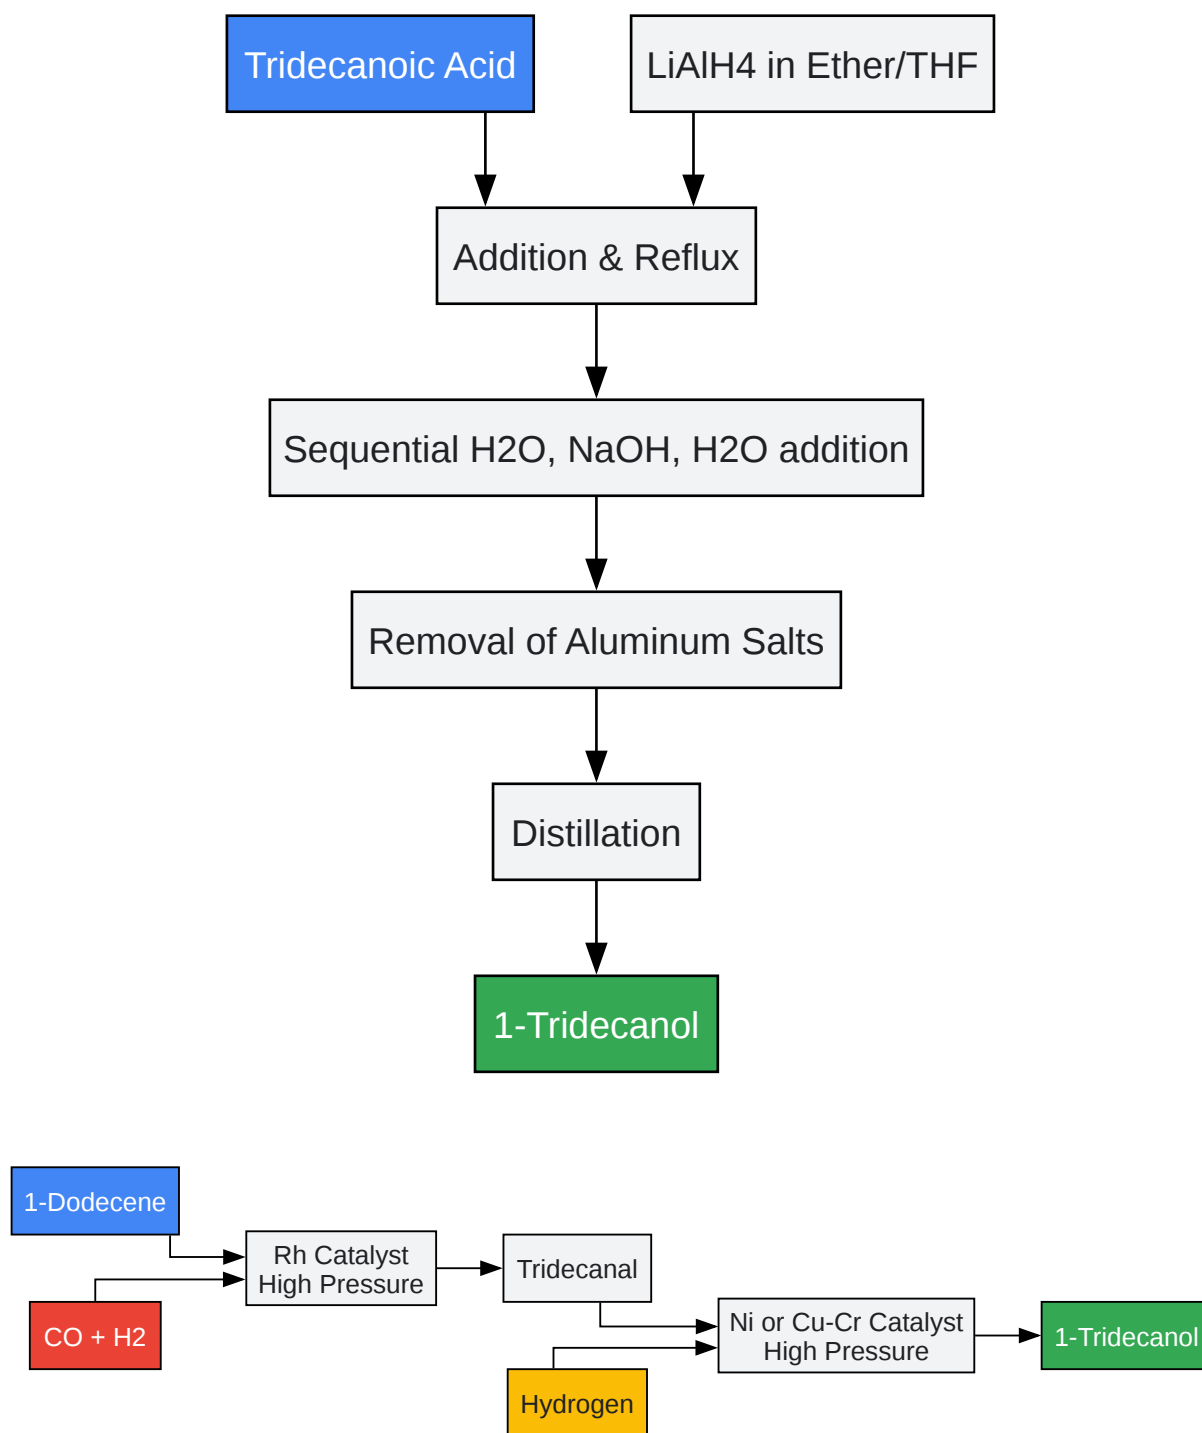 Tridecanoic Acid
LiAlH4 in Ether/THF
Addition & Reflux
Sequential H2O, NaOH, H2O addition
Removal of Aluminum Salts
Distillation
1-Tridecanol
1-Dodecene
CO + H2
Rh Catalyst
High Pressure
Tridecanal
Hydrogen
Ni or Cu-Cr Catalyst
High Pressure
1-Tridecanol